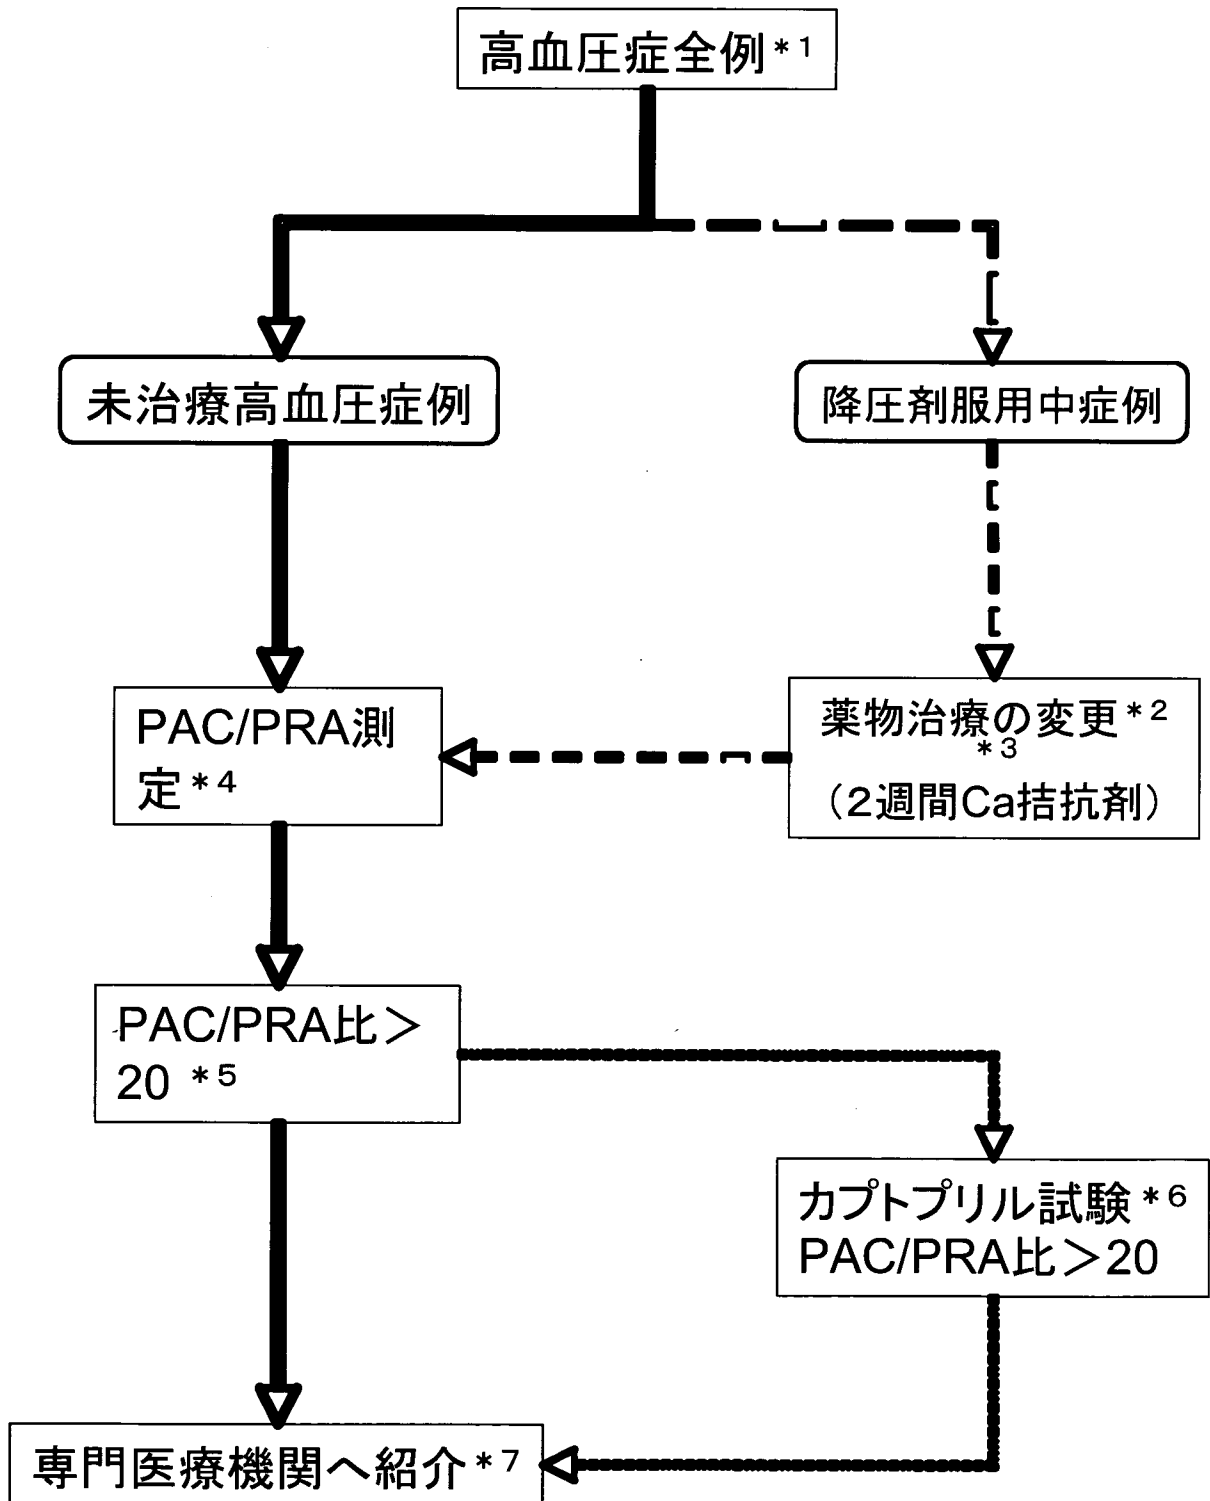 高血圧症全例*1
未治療高血圧症例
降圧剤服用中症例
PAC/PRA測
定*4
薬物治療の変更*2
*3
(2週間Ca拮抗剤)
PAC/PRA比>
20 *5
カプトプリル試験*6
PAC/PRA比>20
専門医療機関へ紹介*7